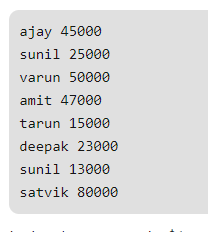 ajay 45000
sunil 25000
varun 50000
amit 47000
tarun 15000
deepak 23000
sunil 13000
satvik 80000